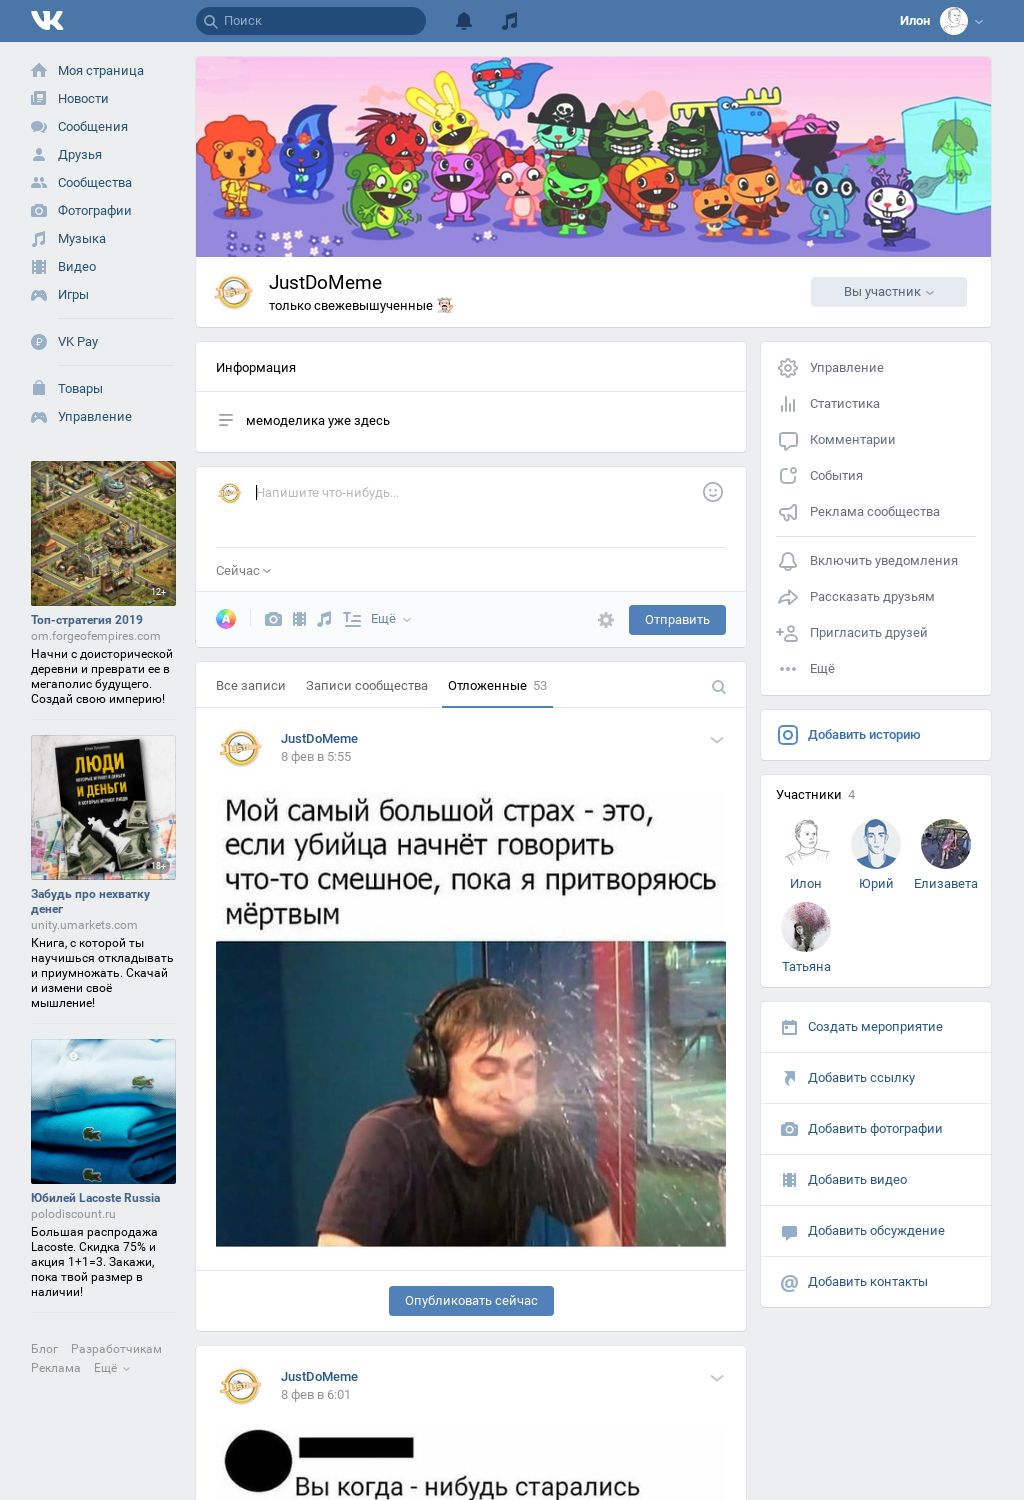 Поиск
Илон
Моя страница
Новости
Сообщения
Друзья
Сообщества
Фотографии
Музыка
Видео
Игры
VK Pay
Товары
Управление
12+
Топ-стратегия 2019
om.forgeofempires.com
Начни с доисторической
деревни и преврати ее в
мегаполис будущего.
Создай свою империю!
ЛЮДИ
И ДЕНЬГИ
18+
Забудь про нехватку
денег
unity.umarkets.com
Книга, с которой ты
научишься откладывать
и приумножать. Скачай
и измени своё
мышление!
Юбилей Lacoste Russia
polodiscount.ru
Большая распродажа
Lacoste. Скидка 75% и
акция 1+1=3. Закажи,
пока твой размер в
наличии!
Блог Разработчикам
Реклама Ещё
JustDoMeme
только свежевышученные
Вы участник
Информация
мемоделика уже здесь
Напишите что-нибудь...
Сейчас
Ещё
Отправить
Все записи Записи сообщества Отложенные 53
JustDoMeme
8 фев в 5:55
Мой самый большой страх - это,
если убийца начнёт говорить
что-то смешное, пока я притворяюсь
мёртвым
Опубликовать сейчас
JustDoMeme
8 фев в 6:01
Вы когда - нибудь старались
Управление
Статистика
Комментарии
События
Реклама сообщества
Включить уведомления
Рассказать друзьям
Пригласить друзей
Ещё
Добавить историю
Участники 4
Илон Юрий Елизавета
Татьяна
Создать мероприятие
Добавить ссылку
Добавить фотографии
Добавить видео
Добавить обсуждение
Добавить контакты